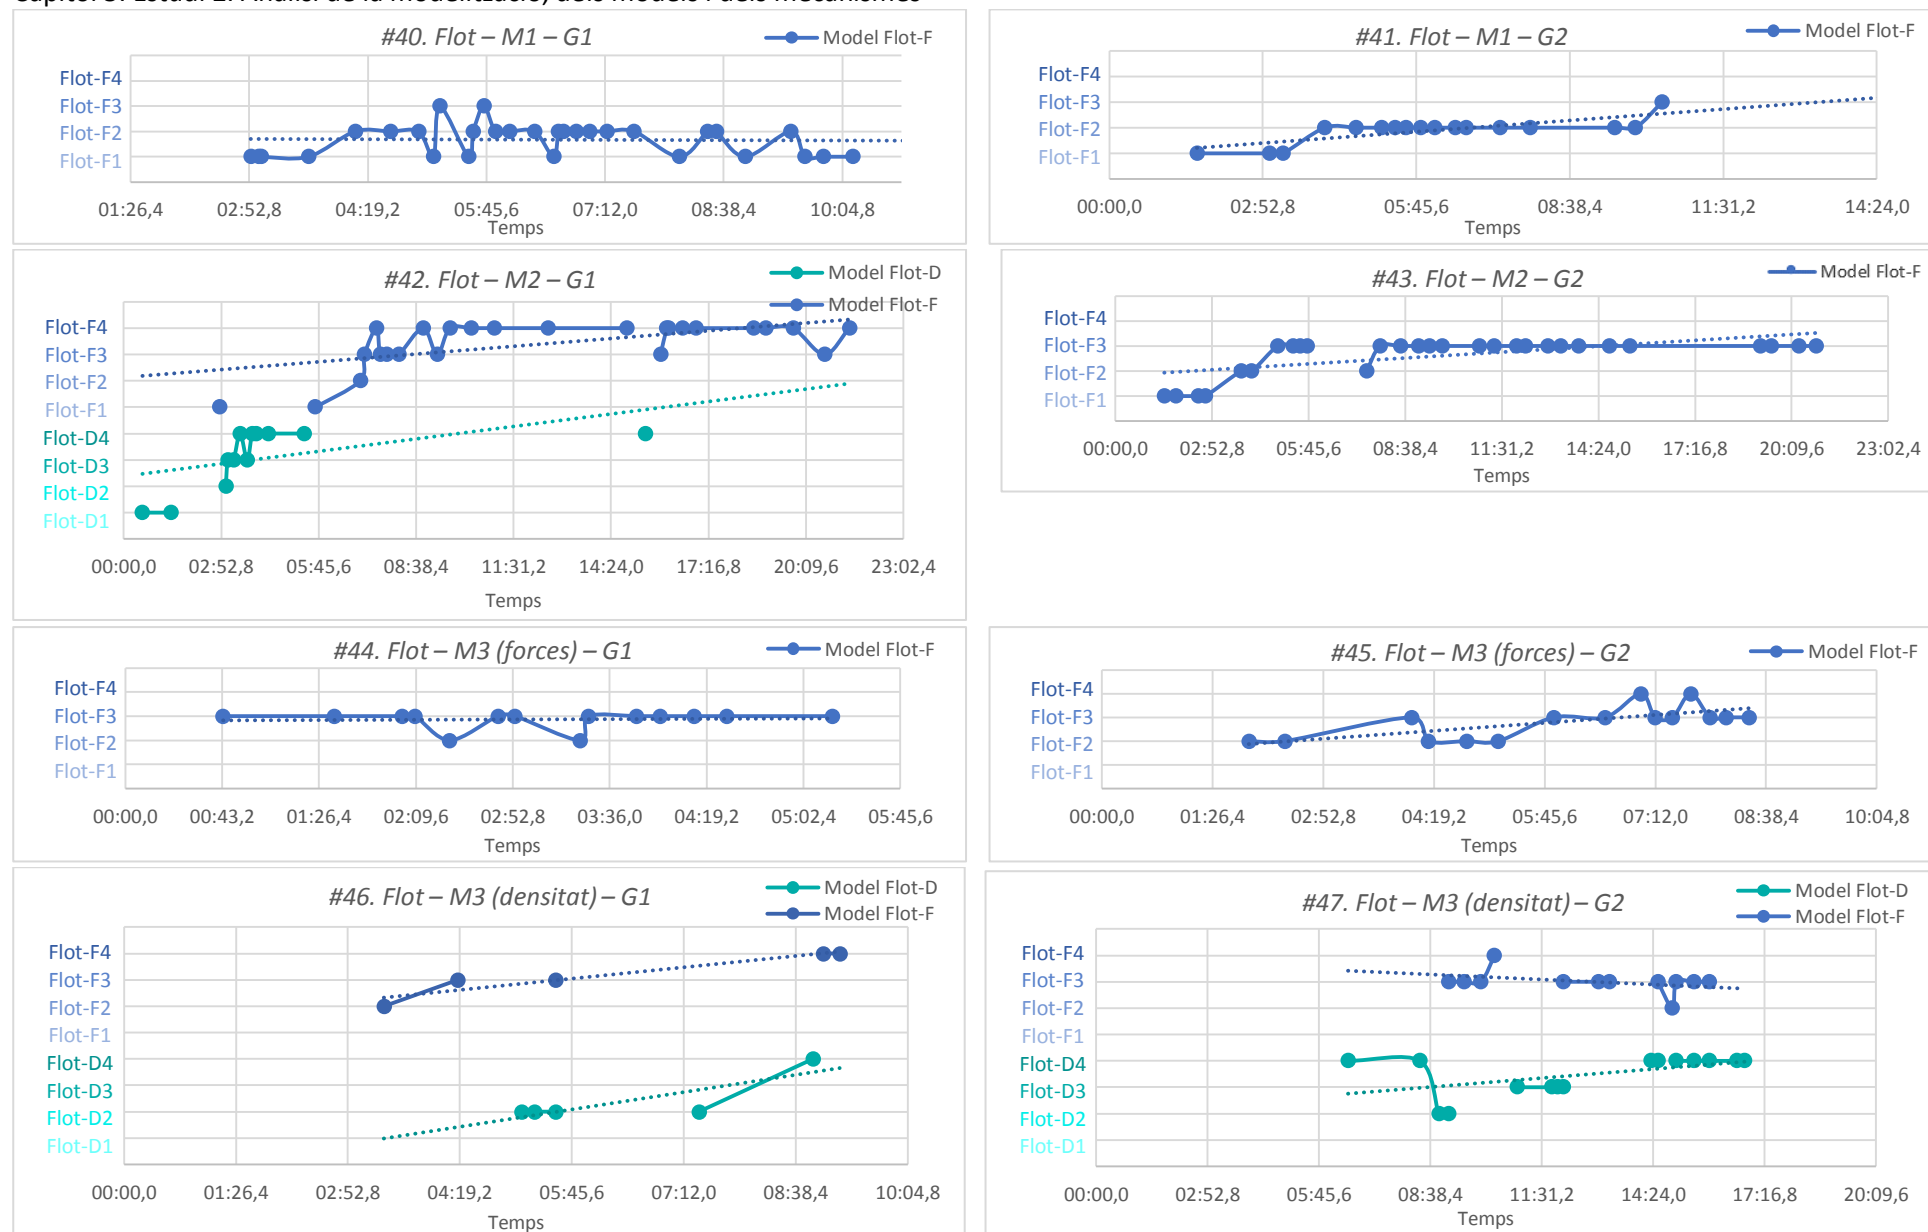 Capítol 5. Estudi 2. Anàlisi de la modelització, dels models i dels mecanismes
#40. Flot – M1 – G1
Model Flot-F
Flot-F4
Flot-F3
Flot-F2
Flot-F1
01:26,4 02:52,8 04:19,2 05:45,6 07:12,0 08:38,4 10:04,8
Temps
#41. Flot – M1 – G2
Model Flot-F
Flot-F4
Flot-F3
Flot-F2
Flot-F1
00:00,0 02:52,8 05:45,6 08:38,4 11:31,2 14:24,0
Temps
#42. Flot – M2 – G1
Model Flot-D
Model Flot-F
Flot-F4
Flot-F3
Flot-F2
Flot-F1
Flot-D4
Flot-D3
Flot-D2
Flot-D1
00:00,0 02:52,8 05:45,6 08:38,4 11:31,2 14:24,0 17:16,8 20:09,6 23:02,4
Temps
#43. Flot – M2 – G2
Model Flot-F
Flot-F4
Flot-F3
Flot-F2
Flot-F1
00:00,0 02:52,8 05:45,6 08:38,4 11:31,2 14:24,0 17:16,8 20:09,6 23:02,4
Temps
#44. Flot – M3 (forces) – G1
Model Flot-F
Flot-F4
Flot-F3
Flot-F2
Flot-F1
00:00,0 00:43,2 01:26,4 02:09,6 02:52,8 03:36,0 04:19,2 05:02,4 05:45,6
Temps
#45. Flot – M3 (forces) – G2
Model Flot-F
Flot-F4
Flot-F3
Flot-F2
Flot-F1
00:00,0 01:26,4 02:52,8 04:19,2 05:45,6 07:12,0 08:38,4 10:04,8
Temps
#46. Flot – M3 (densitat) – G1
Model Flot-D
Model Flot-F
Flot-F4
Flot-F3
Flot-F2
Flot-F1
Flot-D4
Flot-D3
Flot-D2
Flot-D1
00:00,0 01:26,4 02:52,8 04:19,2 05:45,6 07:12,0 08:38,4 10:04,8
Temps
#47. Flot – M3 (densitat) – G2
Model Flot-D
Model Flot-F
Flot-F4
Flot-F3
Flot-F2
Flot-F1
Flot-D4
Flot-D3
Flot-D2
Flot-D1
00:00,0 02:52,8 05:45,6 08:38,4 11:31,2 14:24,0 17:16,8 20:09,6
Temps